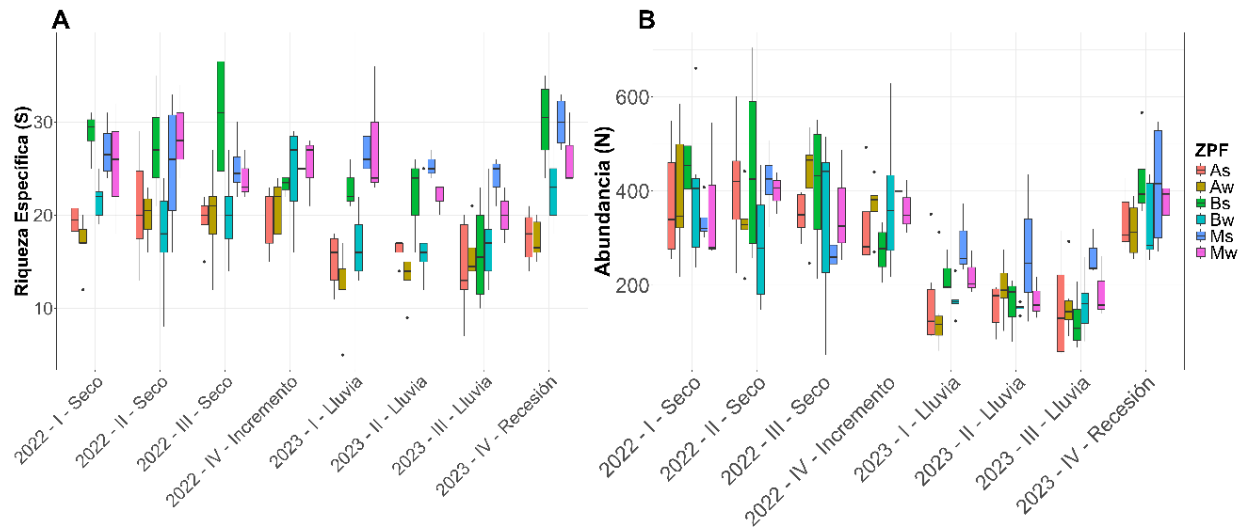 A
Riqueza Específica (S)
30
20
10
2022 - I - Seco
2022 - II - Seco
2022 - III - Seco
2022 - IV - Incremento
2023 - I - Lluvia
2023 - II - Lluvia
2023 - III - Lluvia
2023 - IV - Recesión
B
Abundancia (N)
600
400
200
2022 - I - Seco
2022 - II - Seco
2022 - III - Seco
2022 - IV - Incremento
2023 - I - Lluvia
2023 - II - Lluvia
2023 - III - Lluvia
2023 - IV - Recesión
ZPF
As
Aw
Bs
Bw
Ms
Mw